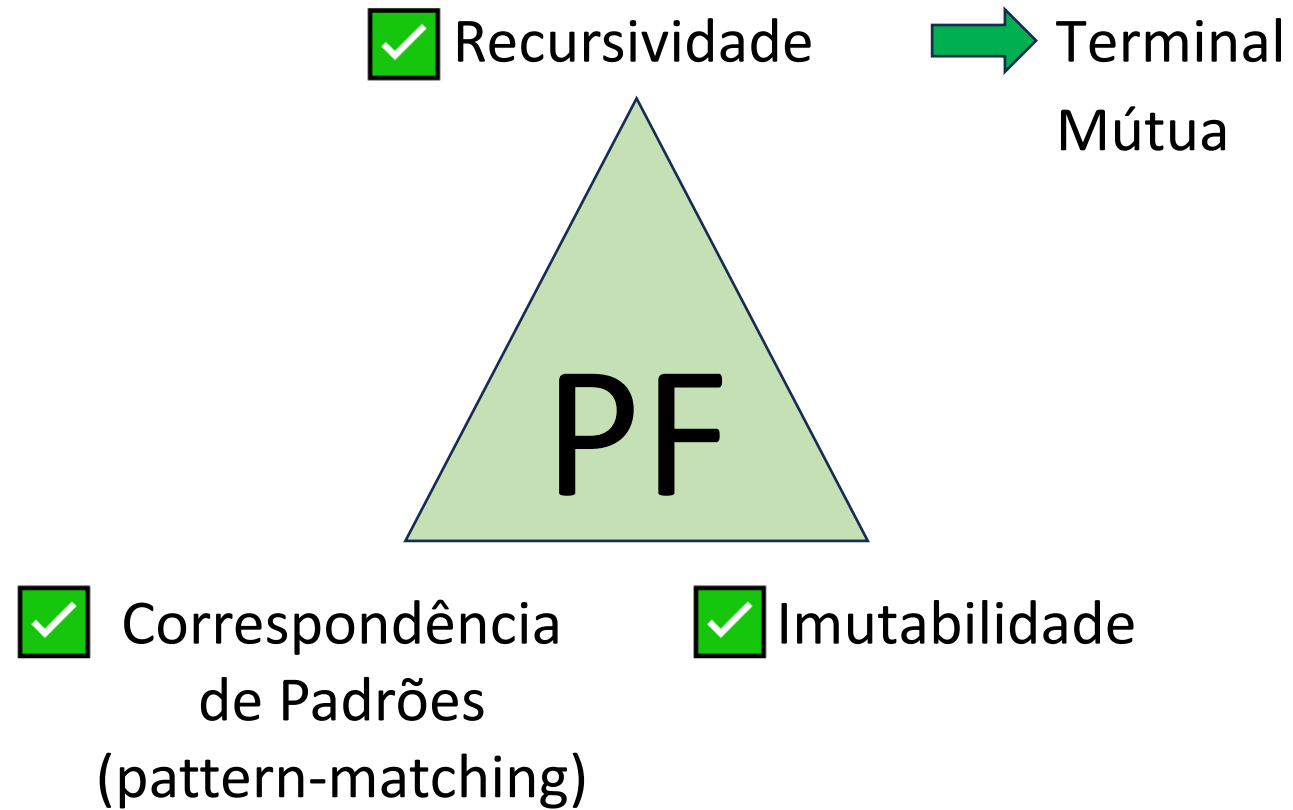 Recursividade
Terminal
Mútua
PF
Correspondência
de Padrões
(pattern-matching)
Imutabilidade